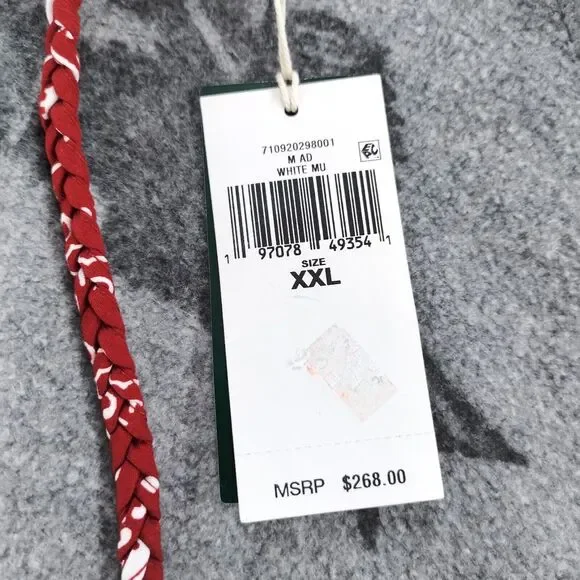 710920298001
M AD
WHITE MU
1 97078 49354 1
SIZE
XXL
MSRP $268.00